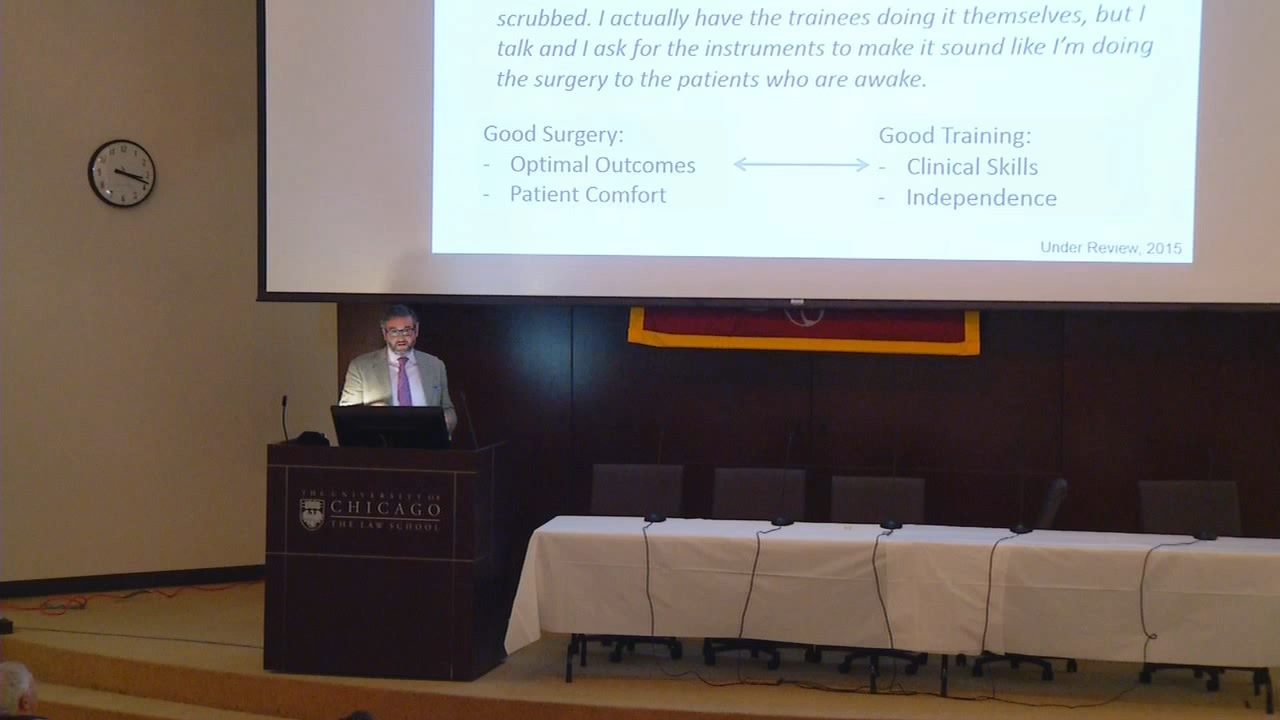 scrubbed. I actually have the trainees doing it themselves, but I
talk and I ask for the instruments to make it sound like I'm doing
the surgery to the patients who are awake.
Good Surgery:
- Optimal Outcomes
- Patient Comfort
Good Training:
- Clinical Skills
- Independence
Under Review, 2015
THE UNIVERSITY OF
CHICAGO
THE LAW SCHOOL